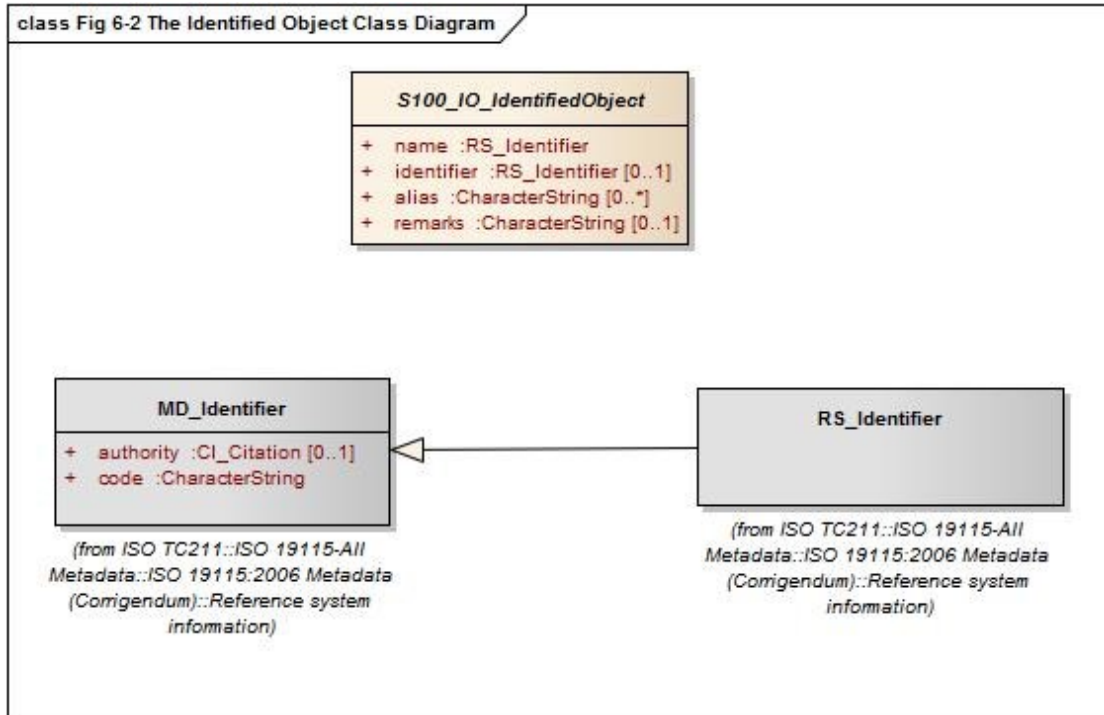 class Fig 6-2 The Identified Object Class Diagram
S100_IO_IdentifiedObject
+ name :RS_Identifier
+ identifier :RS_Identifier [0..1]
+ alias :CharacterString [0..*]
+ remarks :CharacterString [0..1]
MD_Identifier
+ authority :CI_Citation [0..1]
+ code :CharacterString
(from ISO TC211::ISO 19115-All
Metadata::ISO 19115:2006 Metadata
(Corrigendum)::Reference system
information)
RS_Identifier
(from ISO TC211::ISO 19115-All
Metadata::ISO 19115:2006 Metadata
(Corrigendum)::Reference system
information)